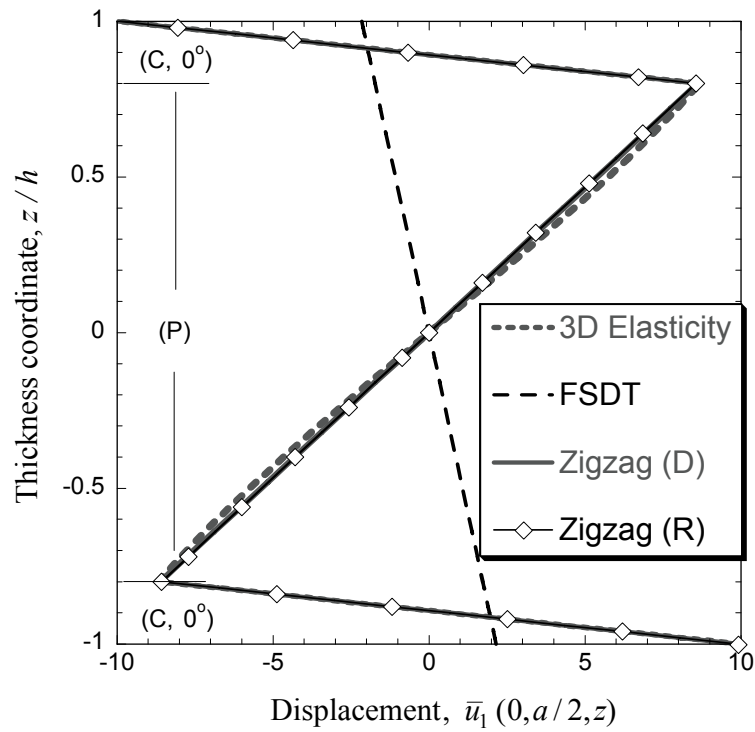 1
(C, 0°)
0.5
Thickness coordinate, z / h
(P)
0
-0.5
(C, 0°)
-1
3D Elasticity
FSDT
Zigzag (D)
Zigzag (R)
-10
-5
0
5
10
Displacement, ū₁ (0, a / 2, z)